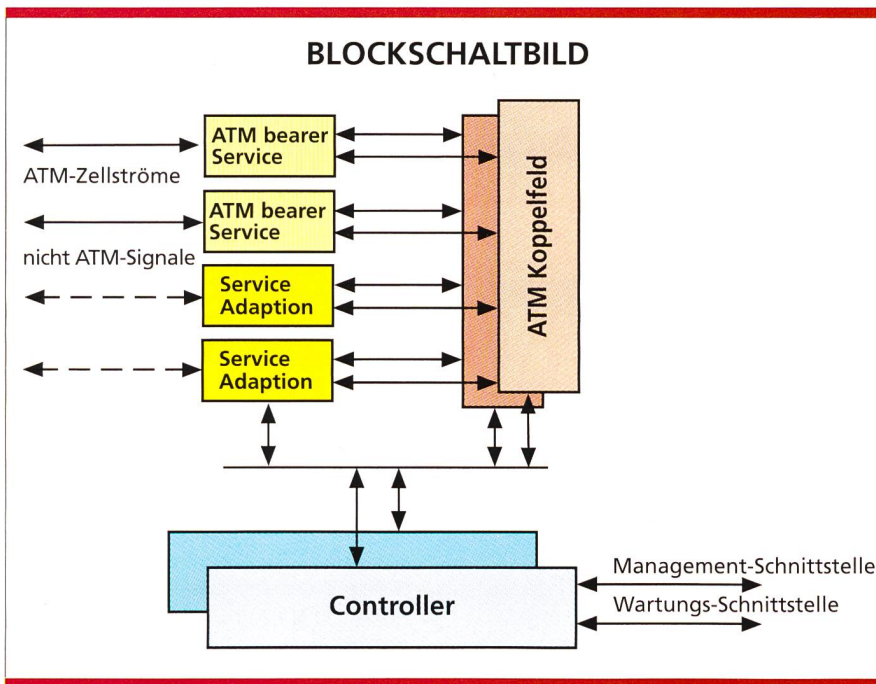 BLOCKSCHALTBILD
ATM bearer
Service
ATM-Zellströme
ATM bearer
Service
nicht ATM-Signale
Service
Adaption
Service
Adaption
ATM Koppelfeld
Management-Schnittstelle
Controller
Wartungs-Schnittstelle